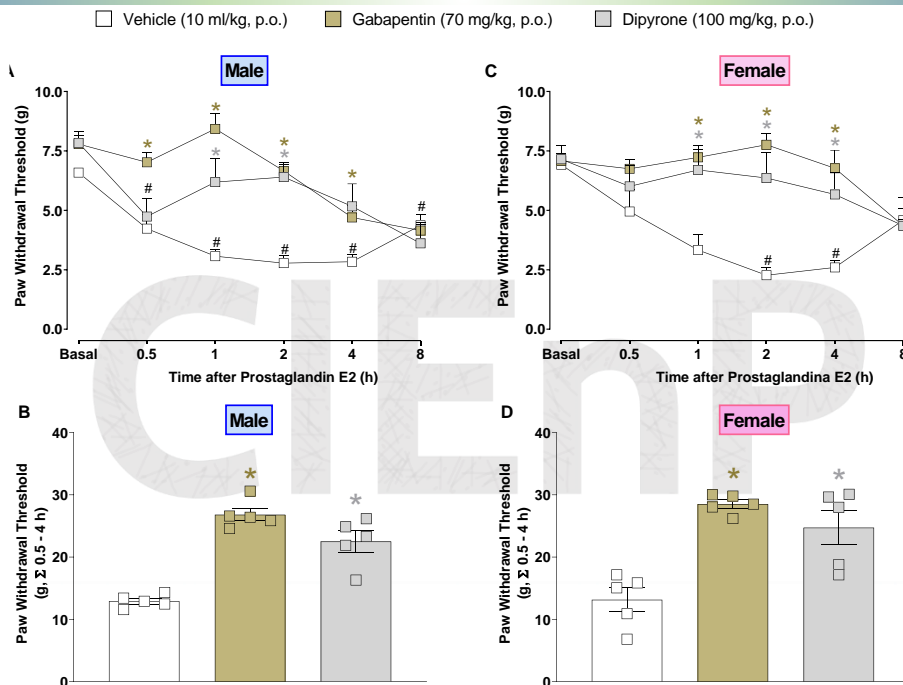 Vehicle (10 ml/kg, p.o.) Gabapentin (70 mg/kg, p.o.) Dipyrone (100 mg/kg, p.o.)
Male
Paw Withdrawal Threshold (g)
10.0
7.5
5.0
2.5
0.0
* * * *
* *
# # # # #
Basal 0.5 1 2 4 8
Time after Prostaglandin E2 (h)
C
Female
Paw Withdrawal Threshold (g)
10.0
7.5
5.0
2.5
0.0
* * *
* * *
# #
Basal 0.5 1 2 4 8
Time after Prostaglandina E2 (h)
B
Male
Paw Withdrawal Threshold
(g, Σ 0.5 - 4 h)
40
30
20
10
0
* *
D
Female
Paw Withdrawal Threshold
(g, Σ 0.5 - 4 h)
40
30
20
10
0
* *
CIEnP